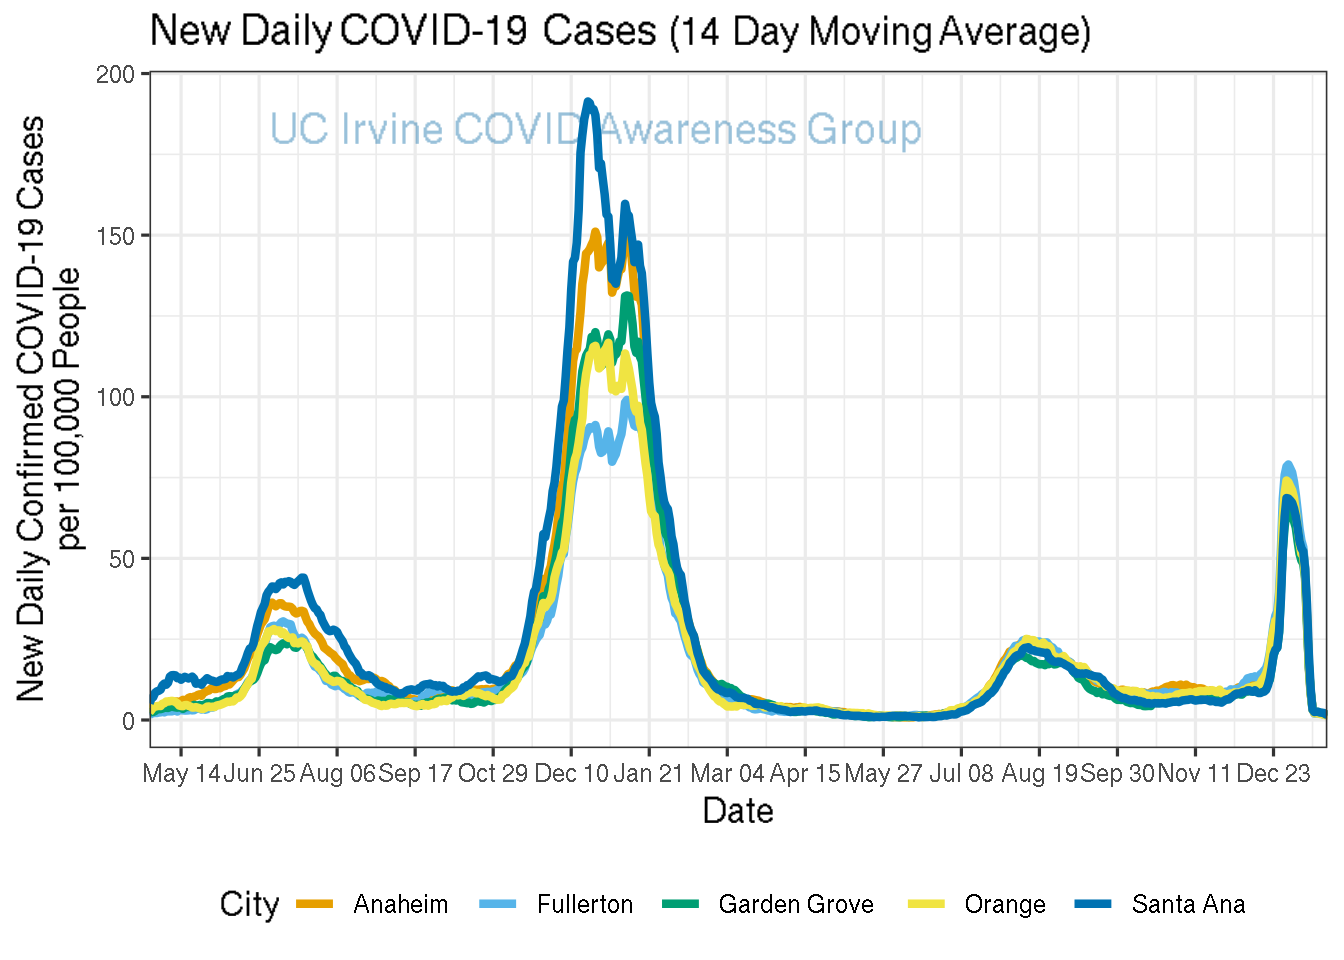 New Daily COVID-19 Cases (14 Day Moving Average)
UC Irvine COVID Awareness Group
New Daily Confirmed COVID-19 Cases
per 100,000 People
200
150
100
50
0
May 14 Jun 25 Aug 06 Sep 17 Oct 29 Dec 10 Jan 21 Mar 04 Apr 15 May 27 Jul 08 Aug 19 Sep 30 Nov 11 Dec 23
Date
City Anaheim Fullerton Garden Grove Orange Santa Ana